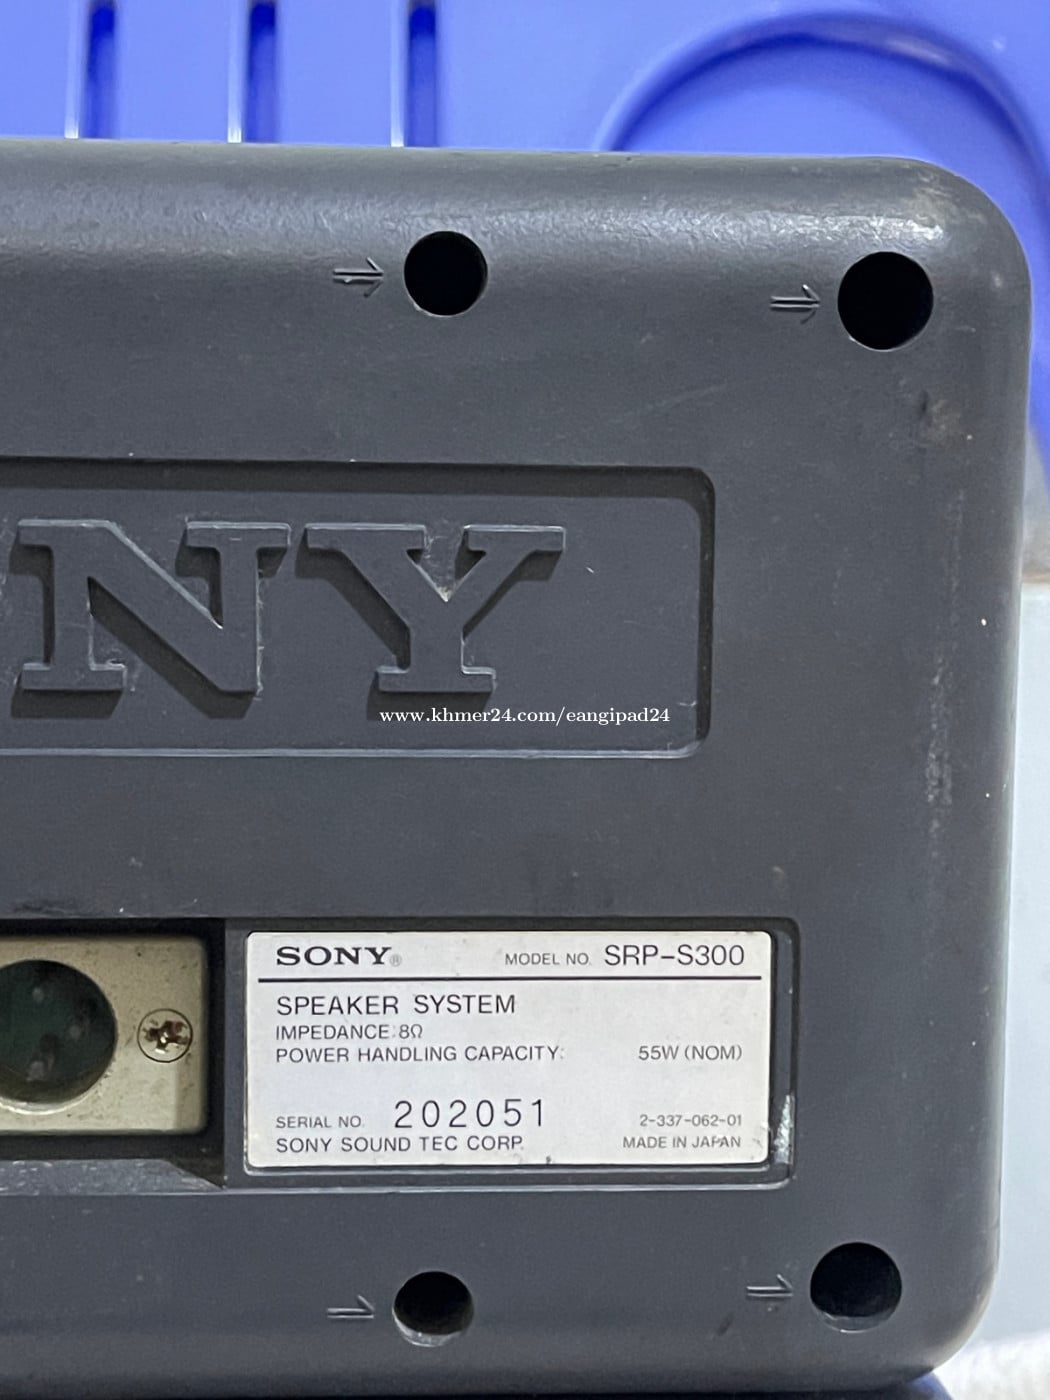 NY
www.khmer24.com/eangipad24
SONY® MODEL NO. SRP-S300
SPEAKER SYSTEM
IMPEDANCE:8Ω
POWER HANDLING CAPACITY: 55W (NOM)
SERIAL NO. 202051 2-337-062-01
SONY SOUND TEC CORP. MADE IN JAPAN